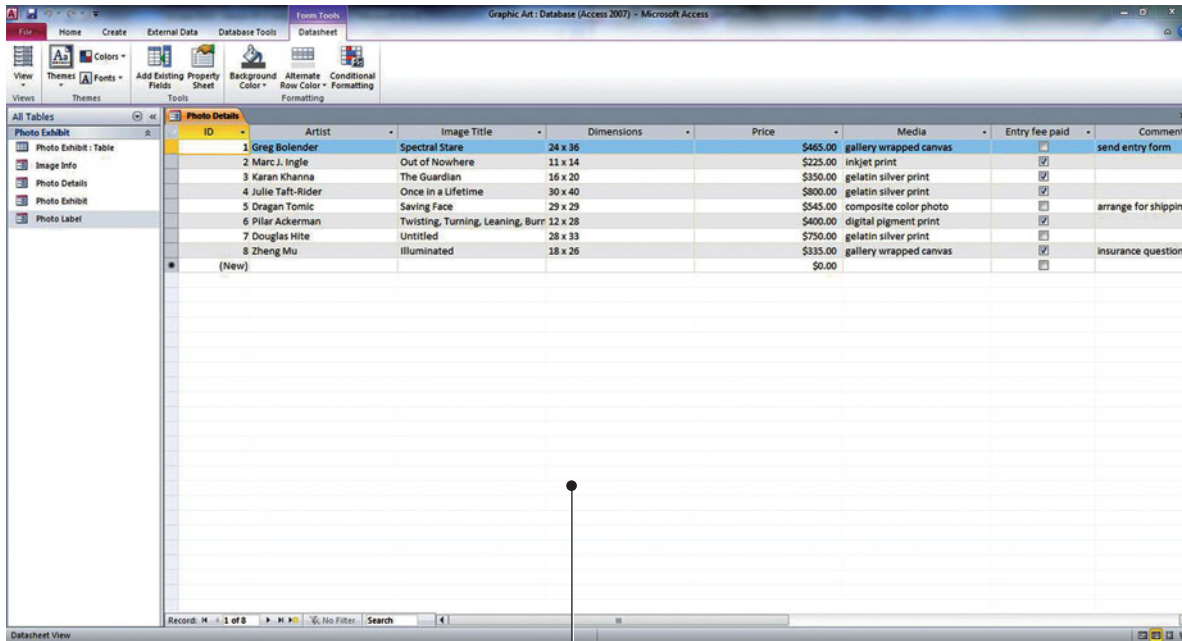 Form Tools
Graphic Art : Database (Access 2007) - Microsoft Access
File Home Create External Data Database Tools Datasheet
View Themes Colors Fonts Add Existing Fields Property Sheet Background Color Alternate Row Color Conditional Formatting
Views Themes Tools Formatting
All Tables
Photo Details
Photo Exhibit
ID Artist Image Title Dimensions Price Media Entry fee paid Comment
Photo Exhibit : Table
Image Info
Photo Details
Photo Exhibit
Photo Label
1 Greg Bolender Spectral Stare 24 x 36 $465.00 gallery wrapped canvas send entry form
2 Marc J. Ingle Out of Nowhere 11 x 14 $225.00 inkjet print
3 Karan Khanna The Guardian 16 x 20 $350.00 gelatin silver print
4 Julie Taft-Rider Once in a Lifetime 30 x 40 $800.00 gelatin silver print
5 Dragan Tomic Saving Face 29 x 29 $545.00 composite color photo arrange for shippin
6 Pilar Ackerman Twisting, Turning, Leaning, Burn 12 x 28 $400.00 digital pigment print
7 Douglas Hite Untitled 28 x 33 $750.00 gelatin silver print
8 Zheng Mu Illuminated 18 x 26 $335.00 gallery wrapped canvas insurance question
(New) $0.00
Record: 1 of 8 No Filter Search
Datasheet View